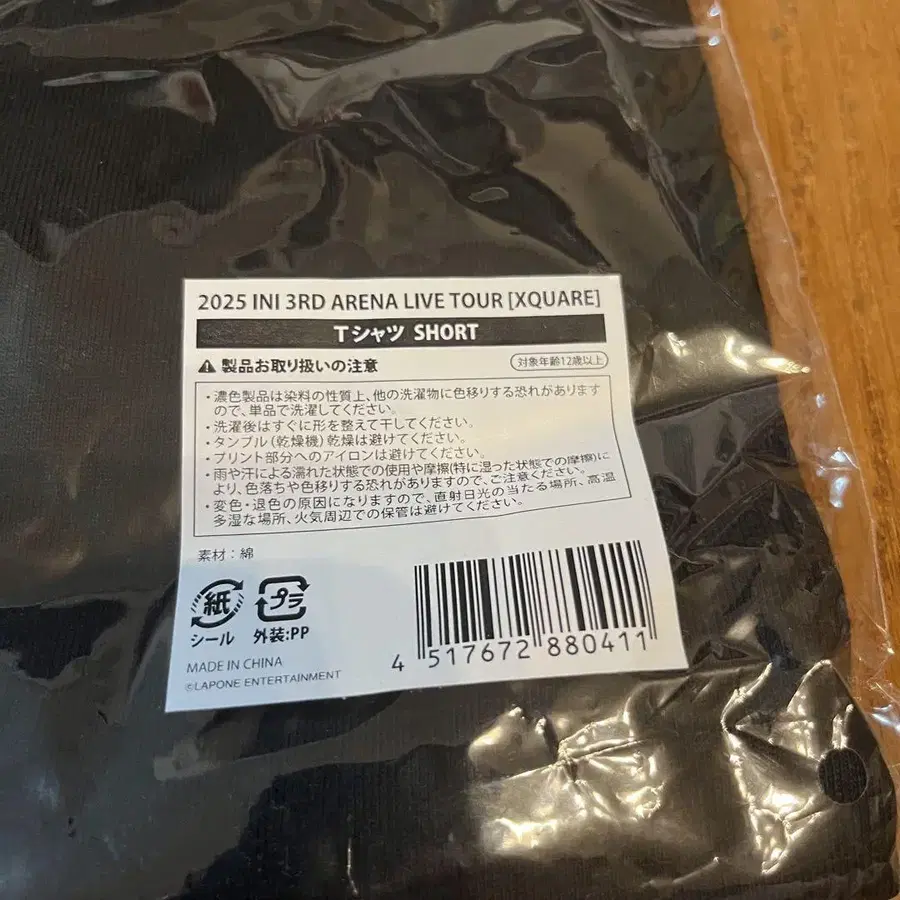 2025 INI 3RD ARENA LIVE TOUR [XQUARE]
Tシャツ SHORT
製品お取り扱いの注意
対象年齢12歳以上
・濃色製品は染料の性質上、他の洗濯物に色移りする恐れがあります
ので、単品で洗濯してください。
・洗濯後はすぐに形を整えて干してください。
・タンブル(乾燥機)乾燥は避けてください。
・プリント部分へのアイロンは避けてください。
・雨や汗による濡れた状態での使用や摩擦(特に湿った状態での摩擦)に
より、色落ちや色移りする恐れがありますので、ご注意ください。
・変色・退色の原因になりますので、直射日光の当たる場所、高温
多湿な場所、火気周辺での保管は避けてください。
素材:綿
紙
プラ
シール
外装:PP
MADE IN CHINA
©LAPONE ENTERTAINMENT
4 517672 880411